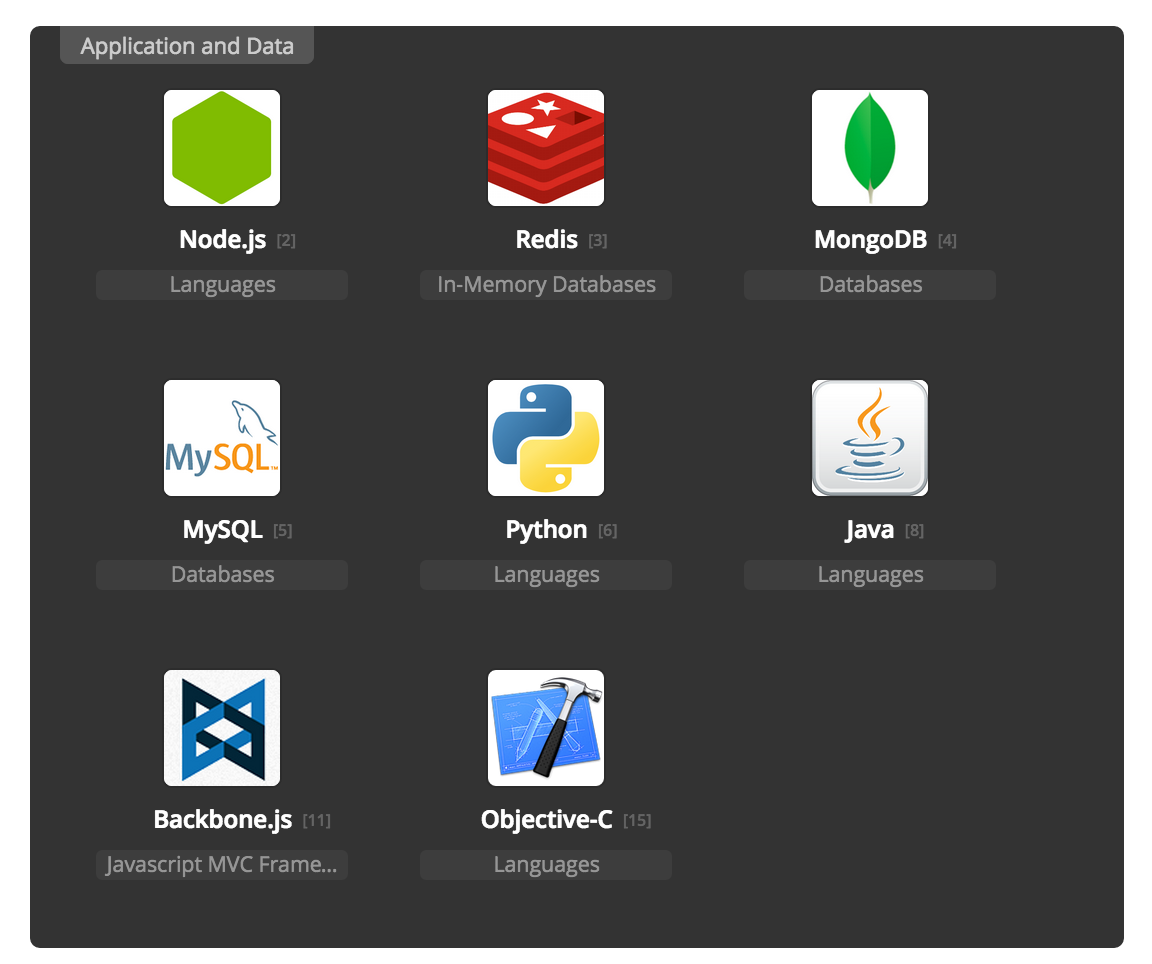 Application and Data
Node.js [2]
Redis [3]
MongoDB [4]
Languages
In-Memory Databases
Databases
MySQL™
MySQL [5]
Python [6]
Java [8]
Databases
Languages
Languages
Backbone.js [11]
Objective-C [15]
Javascript MVC Frame...
Languages